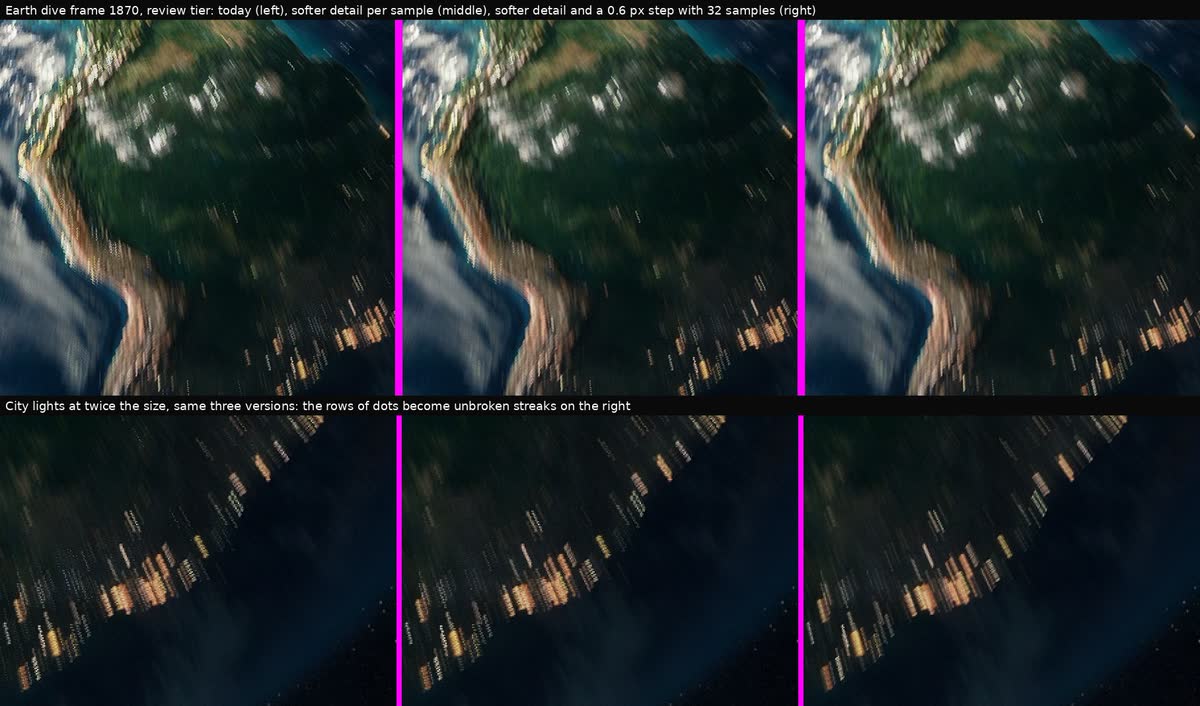 Earth dive frame 1870, review tier: today (left), softer detail per sample (middle), softer detail and a 0.6 px step with 32 samples (right)
City lights at twice the size, same three versions: the rows of dots become unbroken streaks on the right